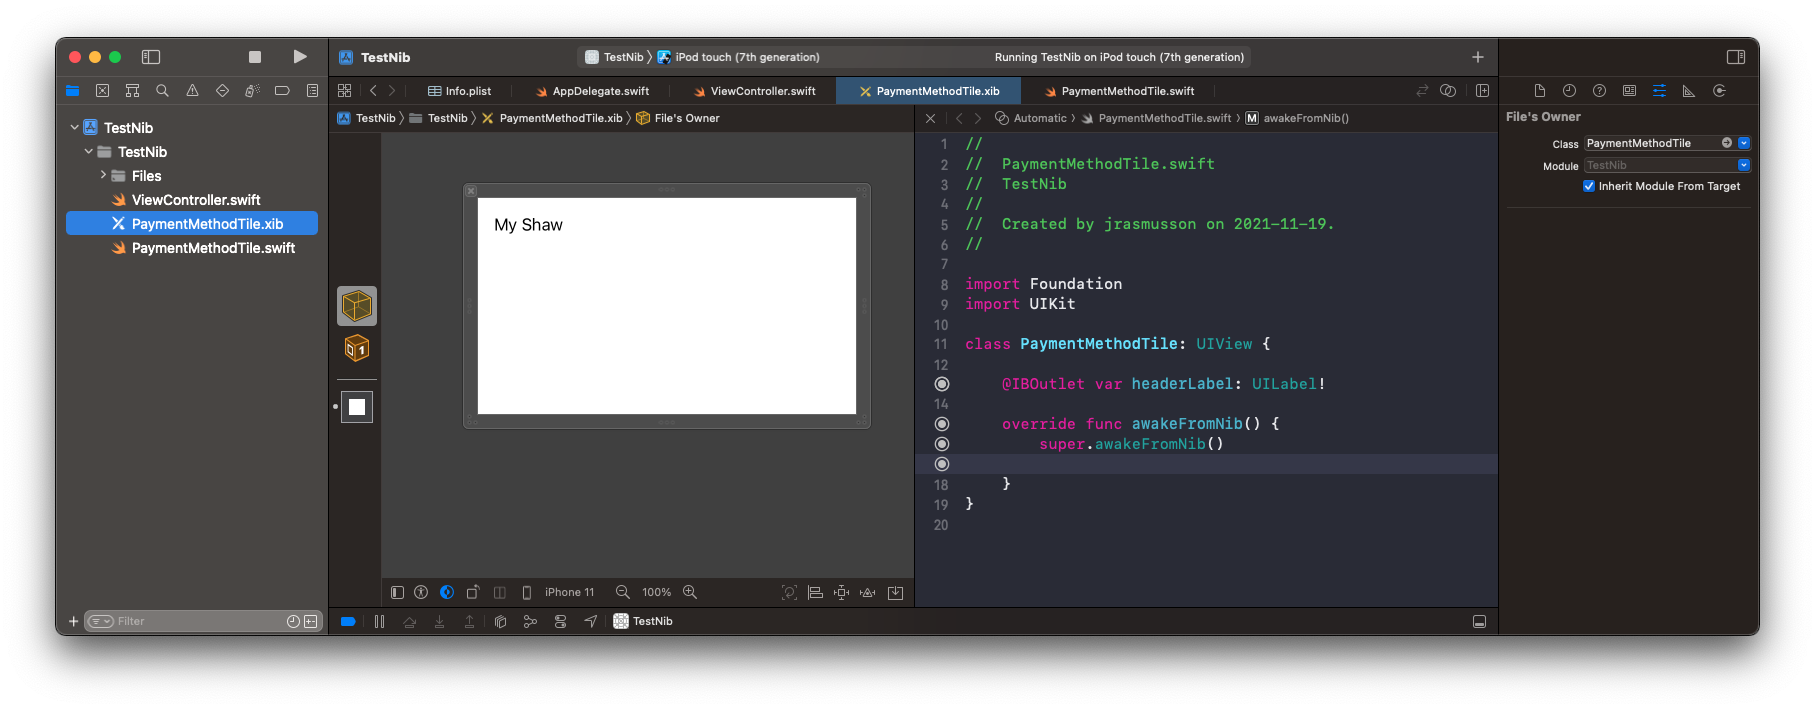 TestNib
TestNib 〉 iPod touch (7th generation)
Running TestNib on iPod touch (7th generation)
Info.plist
AppDelegate.swift
ViewController.swift
PaymentMethodTile.xib
PaymentMethodTile.swift
TestNib
TestNib
Files
ViewController.swift
PaymentMethodTile.xib
PaymentMethodTile.swift
Filter
TestNib 〉 TestNib 〉 PaymentMethodTile.xib 〉 File's Owner
My Shaw
iPhone 11
100%
Automatic 〉 PaymentMethodTile.swift 〉 M awakeFromNib()
1 //
2 //  PaymentMethodTile.swift
3 //  TestNib
4 //
5 //  Created by jrasmusson on 2021-11-19.
6 //
7
8 import Foundation
9 import UIKit
10
11 class PaymentMethodTile: UIView {
12
@IBOutlet var headerLabel: UILabel!
14
override func awakeFromNib() {
super.awakeFromNib()
18 }
19 }
20
TestNib
File's Owner
Class PaymentMethodTile
Module TestNib
Inherit Module From Target